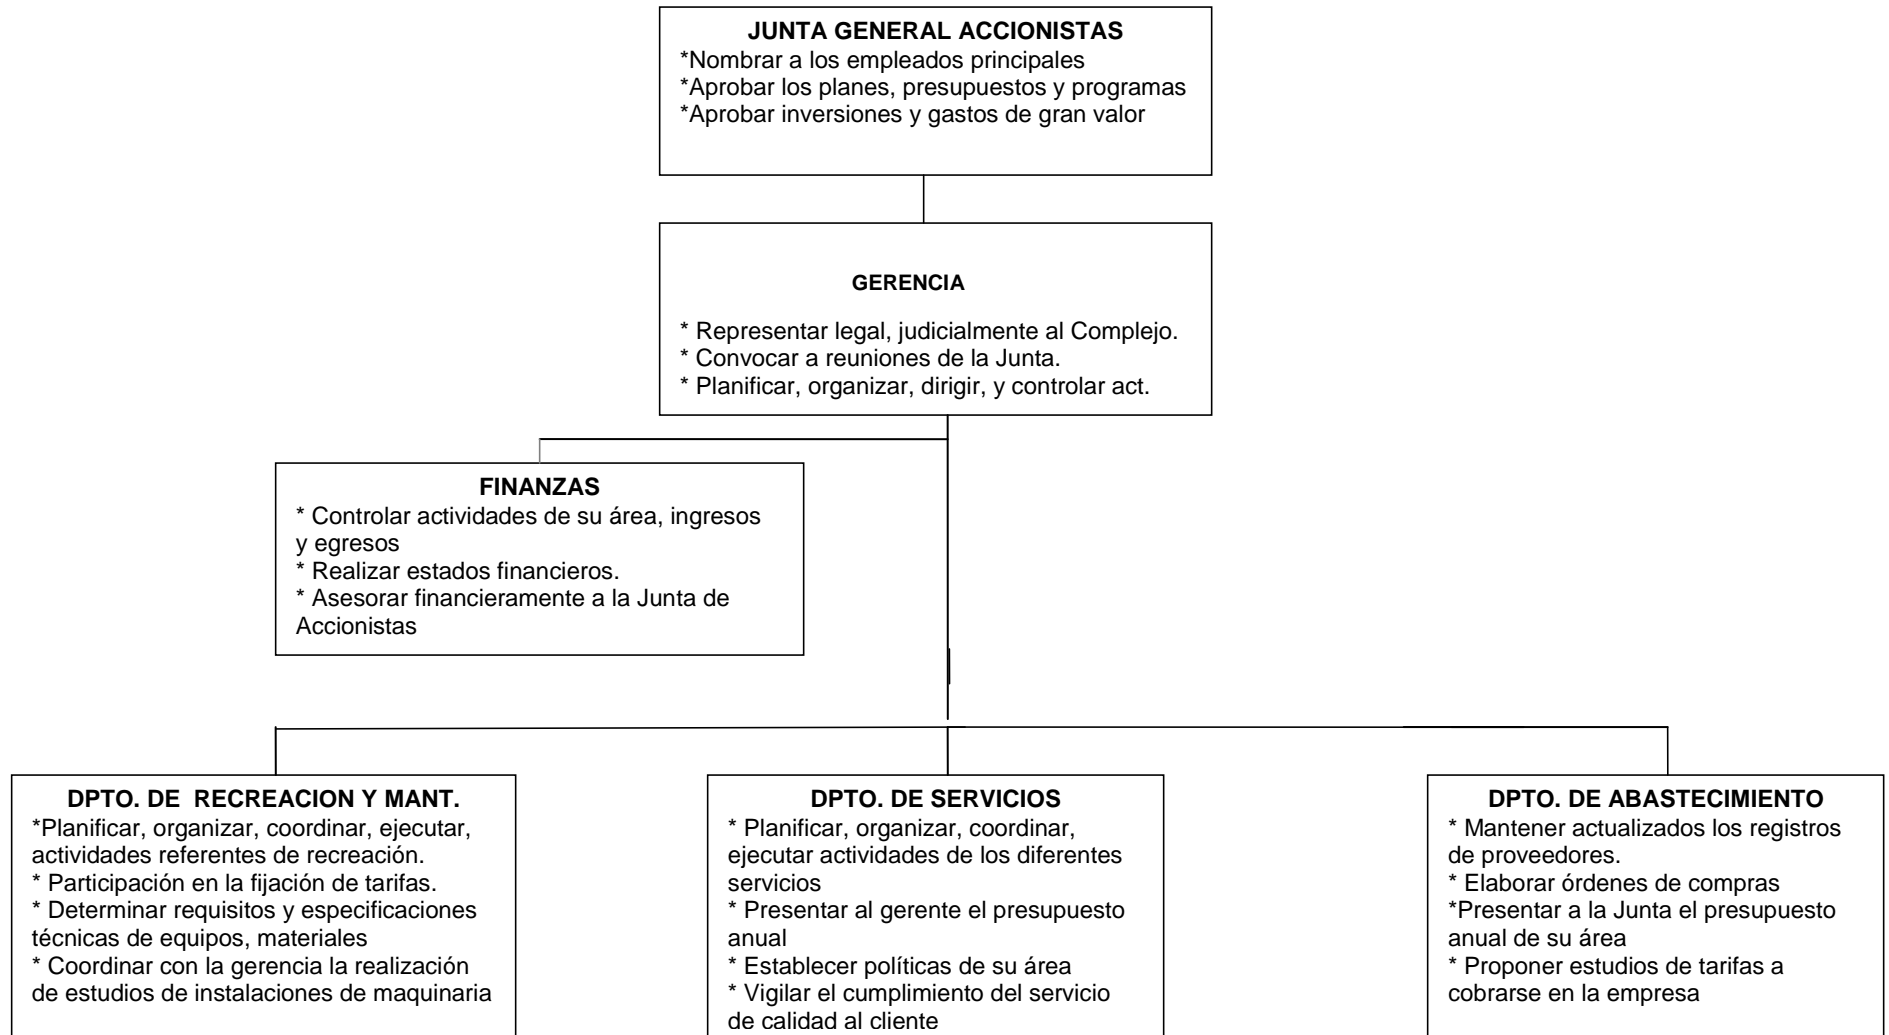 JUNTA GENERAL ACCIONISTAS
*Nombrar a los empleados principales
*Aprobar los planes, presupuestos y programas
*Aprobar inversiones y gastos de gran valor
GERENCIA
* Representar legal, judicialmente al Complejo.
* Convocar a reuniones de la Junta.
* Planificar, organizar, dirigir, y controlar act.
FINANZAS
* Controlar actividades de su área, ingresos
y egresos
* Realizar estados financieros.
* Asesorar financieramente a la Junta de
Accionistas
DPTO. DE  RECREACION Y MANT.
*Planificar, organizar, coordinar, ejecutar,
actividades referentes de recreación.
* Participación en la fijación de tarifas.
* Determinar requisitos y especificaciones
técnicas de equipos, materiales
* Coordinar con la gerencia la realización
de estudios de instalaciones de maquinaria
DPTO. DE SERVICIOS
* Planificar, organizar, coordinar,
ejecutar actividades de los diferentes
servicios
* Presentar al gerente el presupuesto
anual
* Establecer políticas de su área
* Vigilar el cumplimiento del servicio
de calidad al cliente
DPTO. DE ABASTECIMIENTO
* Mantener actualizados los registros
de proveedores.
* Elaborar órdenes de compras
*Presentar a la Junta el presupuesto
anual de su área
* Proponer estudios de tarifas a
cobrarse en la empresa